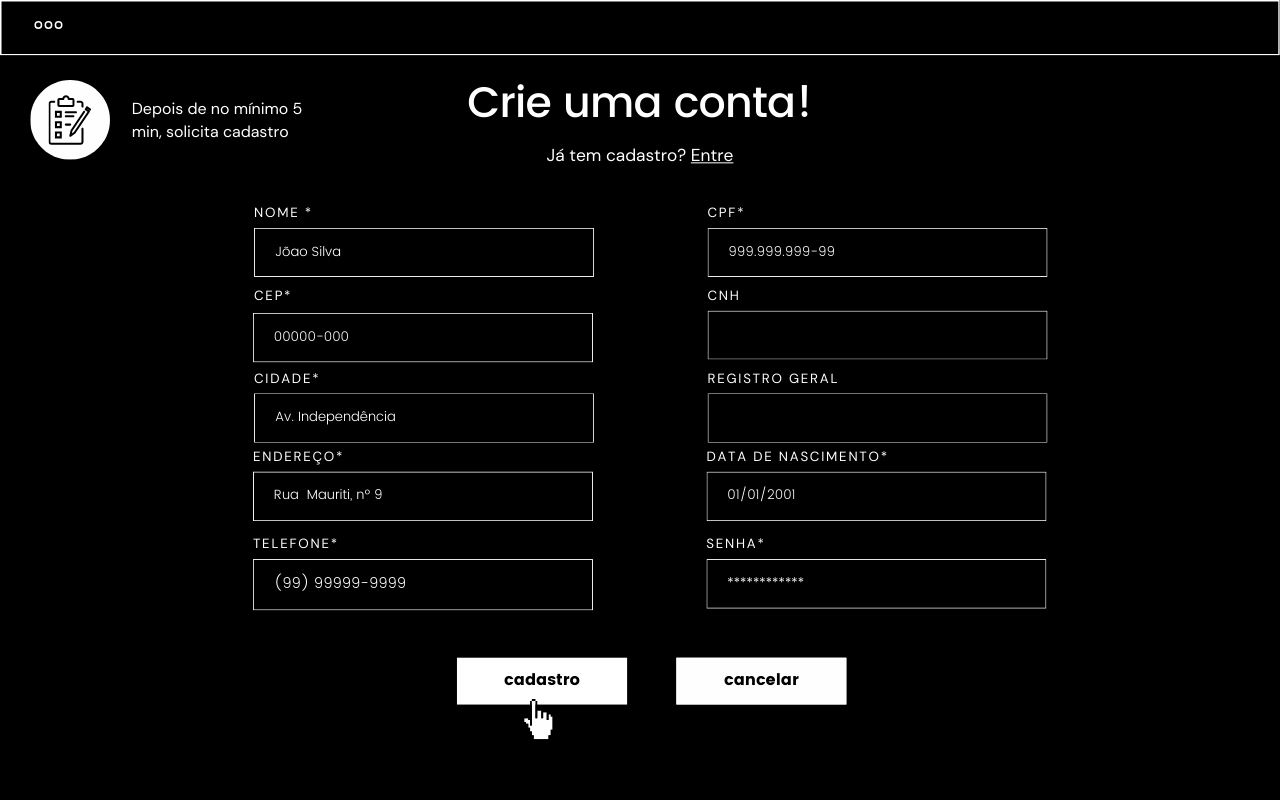 Depois de no mínimo 5
min, solicita cadastro
Crie uma conta!
Já tem cadastro? Entre
NOME *
Jõao Silva
CEP*
00000-000
CIDADE*
Av. Independência
ENDEREÇO*
Rua  Mauriti, nº 9
TELEFONE*
(99) 99999-9999
CPF*
999.999.999-99
CNH
REGISTRO GERAL
DATA DE NASCIMENTO*
01/01/2001
SENHA*
************
cadastro
cancelar